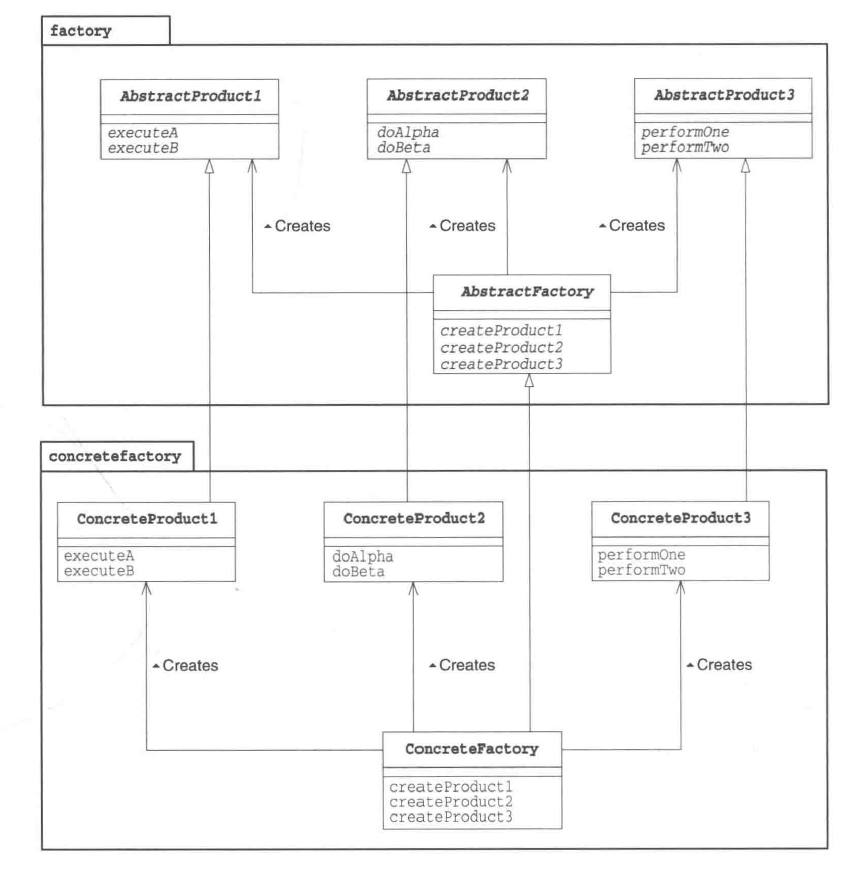 factory
AbstractProduct1
executeA
executeB
AbstractProduct2
doAlpha
doBeta
AbstractProduct3
performOne
performTwo
Creates
Creates
Creates
AbstractFactory
createProduct1
createProduct2
createProduct3
concretefactory
ConcreteProduct1
executeA
executeB
ConcreteProduct2
doAlpha
doBeta
ConcreteProduct3
performOne
performTwo
Creates
Creates
Creates
ConcreteFactory
createProduct1
createProduct2
createProduct3